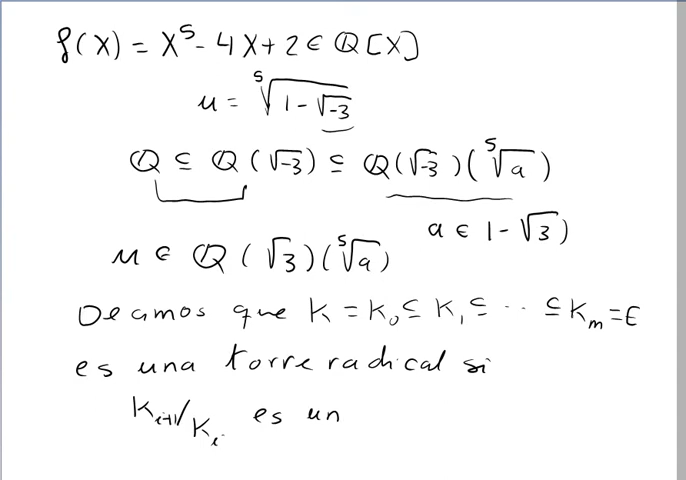 f(X) = X⁵ - 4X + 2 ∈ ℚ[X]
u = ⁵√(1 - √-3)
ℚ ⊆ ℚ(√-3) ⊆ ℚ(√-3)(⁵√a)
a ∈ 1 - √3)
u ∈ ℚ(√3)(⁵√a)
Deamos que K = K₀ ⊆ K₁ ⊆ ·· ⊆ Kₘ = E
es una torre radical si
Kᵢ₊₁/Kᵢ es un